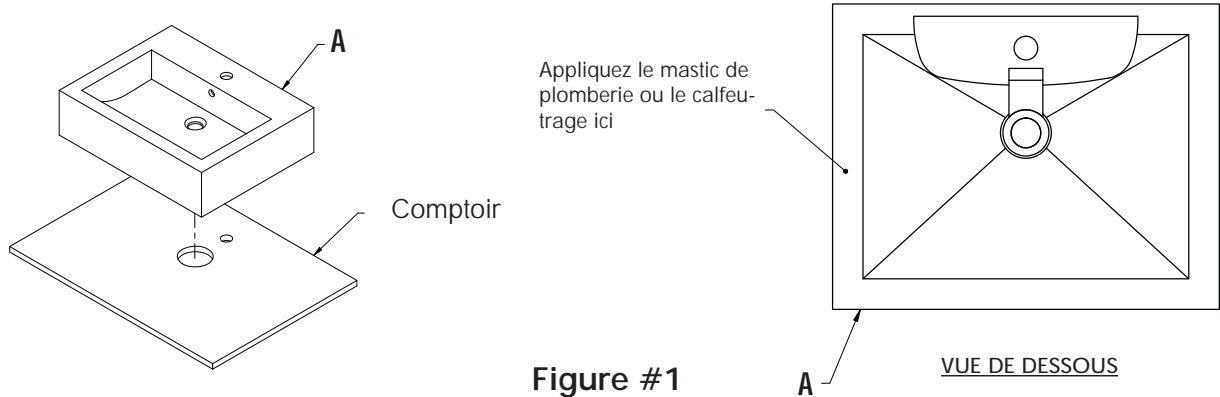 A
Comptoir
Appliquez le mastic de
plomberie ou le calfeu-
trage ici
A
VUE DE DESSOUS
Figure #1